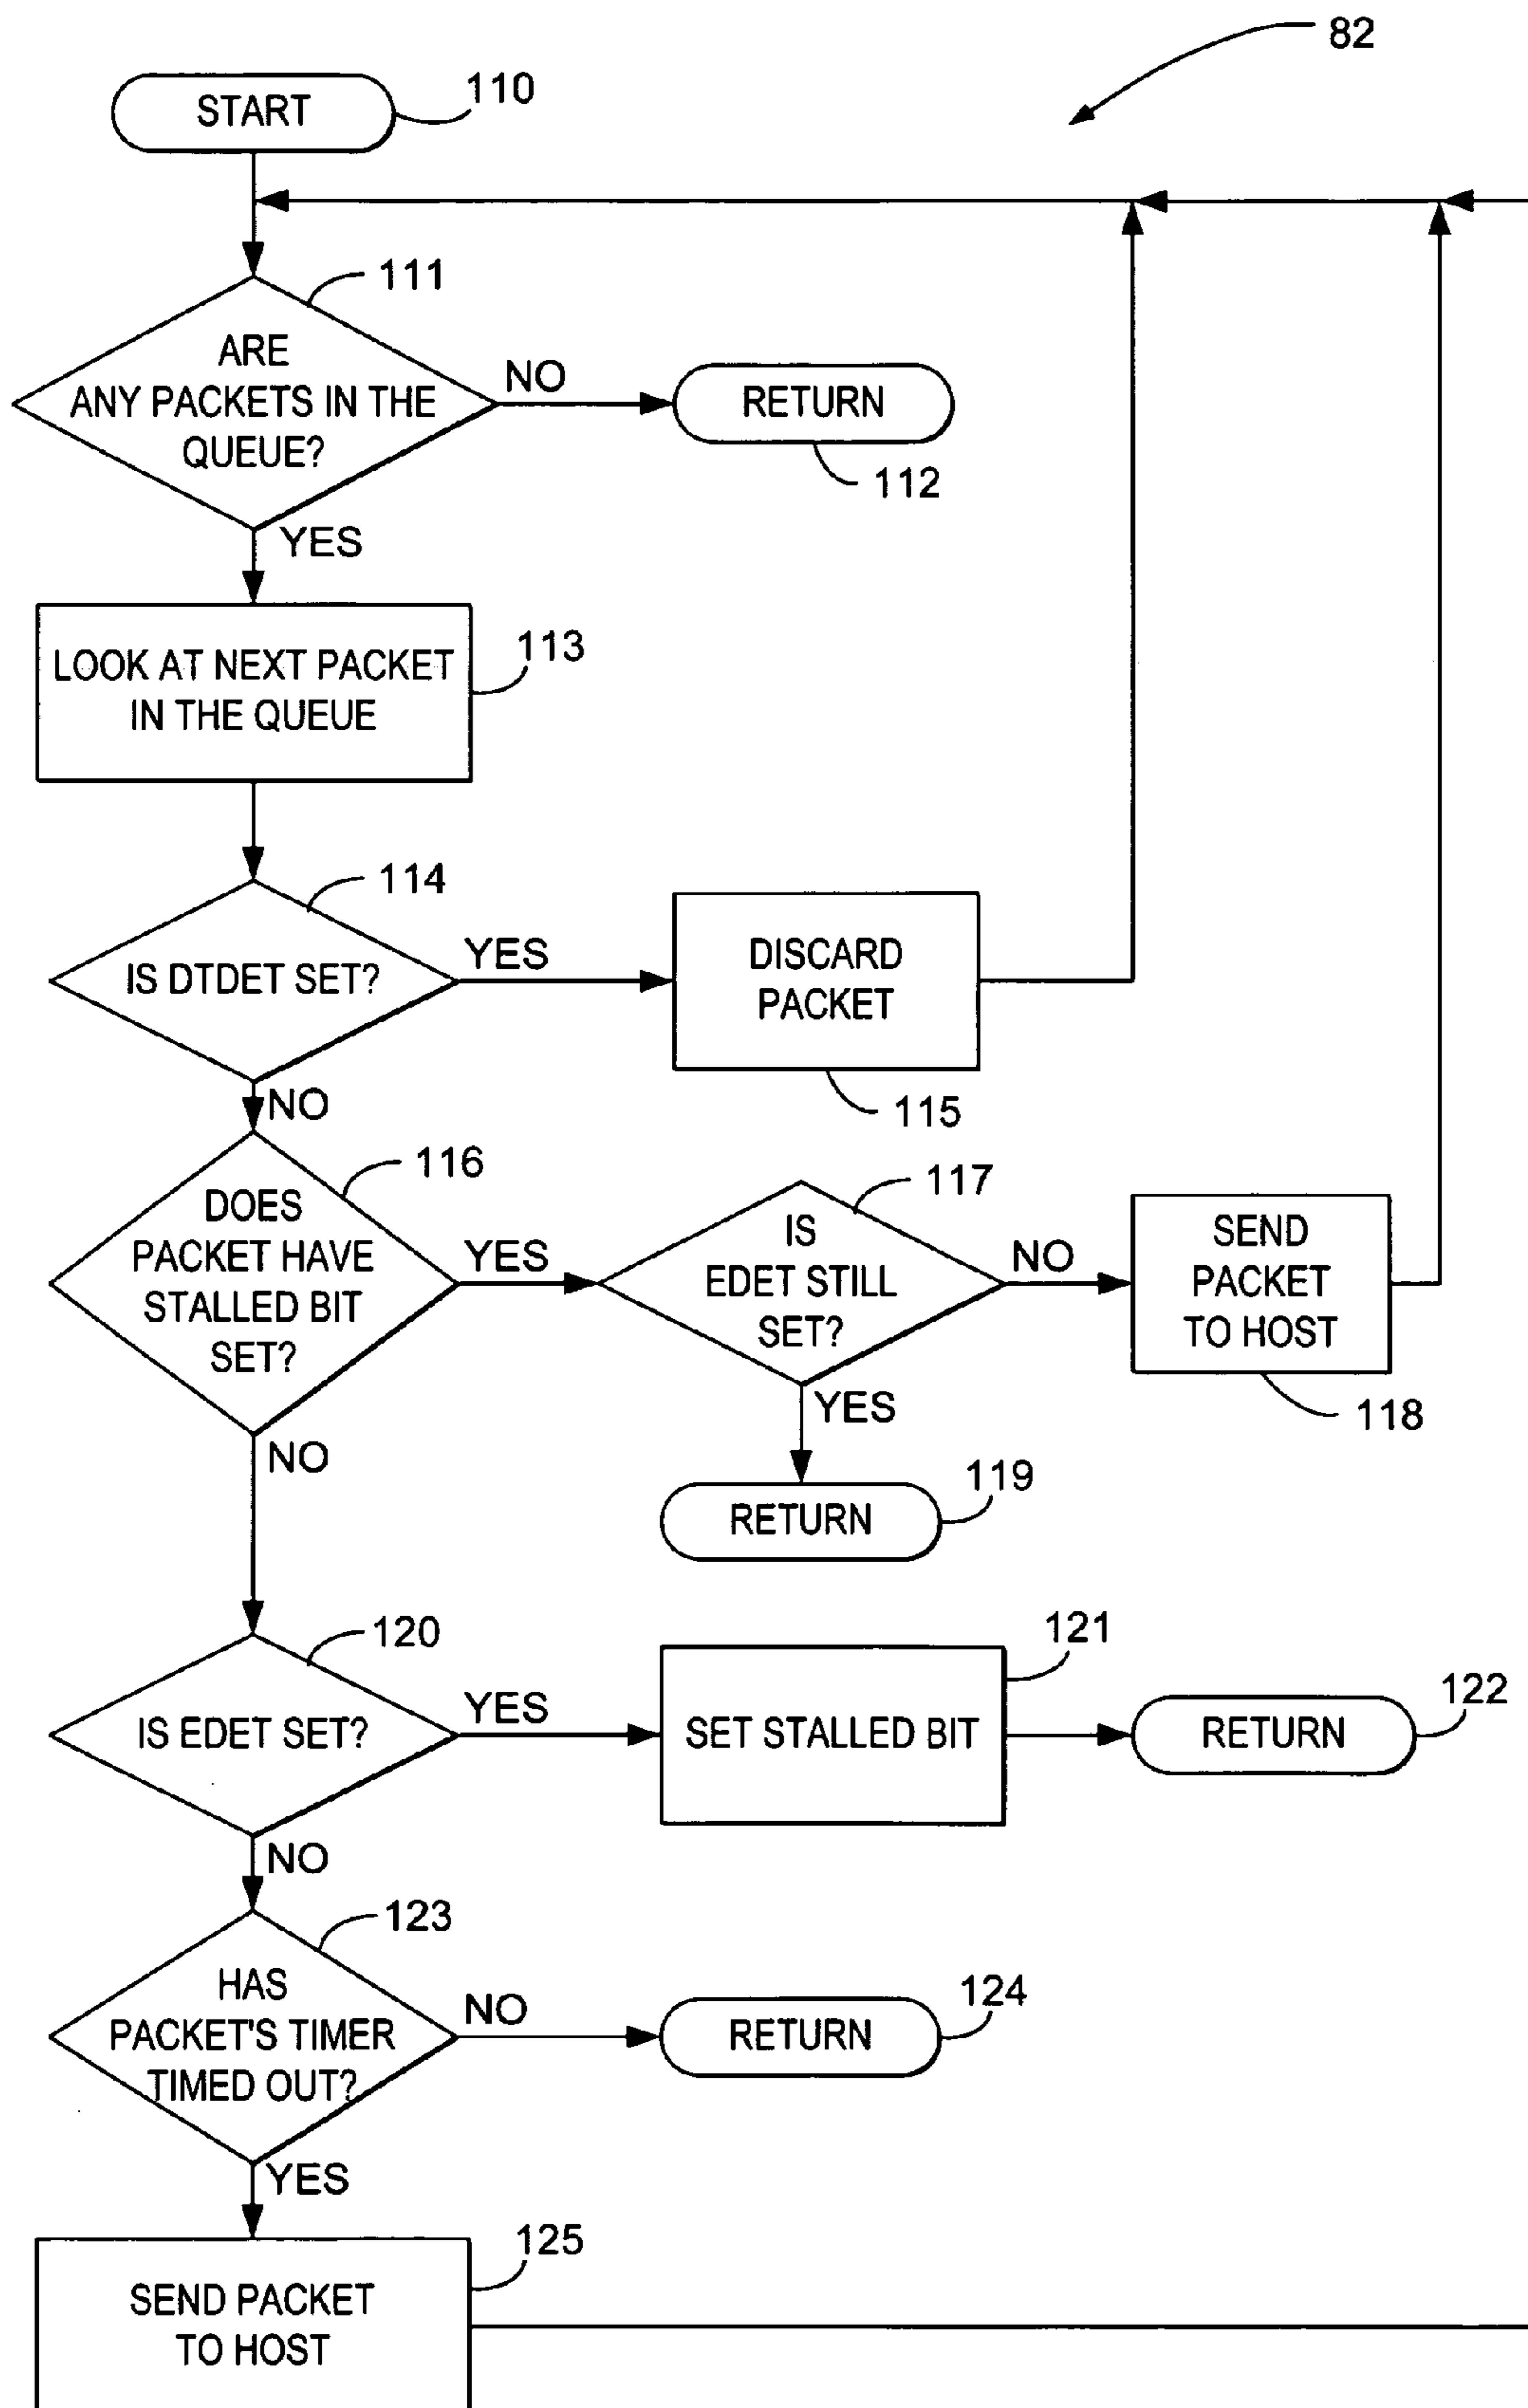 82
START
110
111
ARE
ANY PACKETS IN THE
QUEUE?
NO
RETURN
112
YES
LOOK AT NEXT PACKET
IN THE QUEUE
113
114
IS DTDET SET?
YES
DISCARD
PACKET
115
NO
116
DOES
PACKET HAVE
STALLED BIT
SET?
YES
117
IS
EDET STILL
SET?
NO
SEND
PACKET
TO HOST
118
YES
RETURN
119
NO
120
IS EDET SET?
YES
SET STALLED BIT
121
RETURN
122
NO
123
HAS
PACKET'S TIMER
TIMED OUT?
NO
RETURN
124
YES
SEND PACKET
TO HOST
125